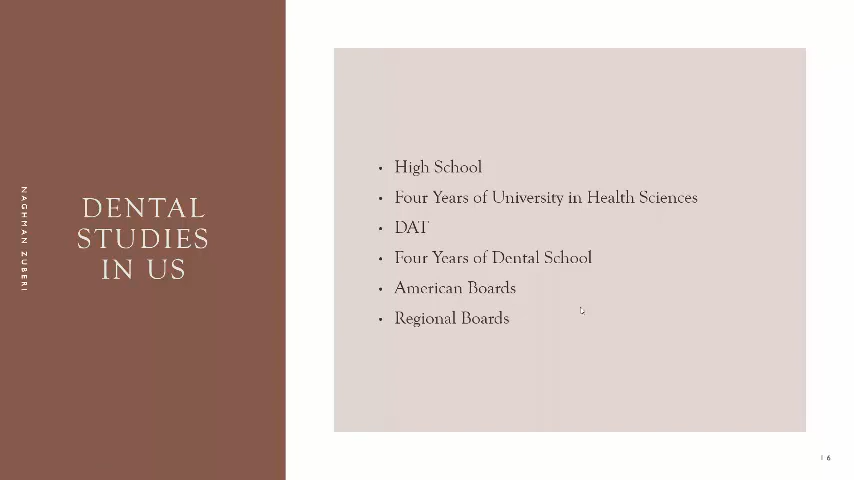 NAGHMAN ZUBERI
DENTAL
STUDIES
IN US
• High School
• Four Years of University in Health Sciences
• DAT
• Four Years of Dental School
• American Boards
• Regional Boards
16